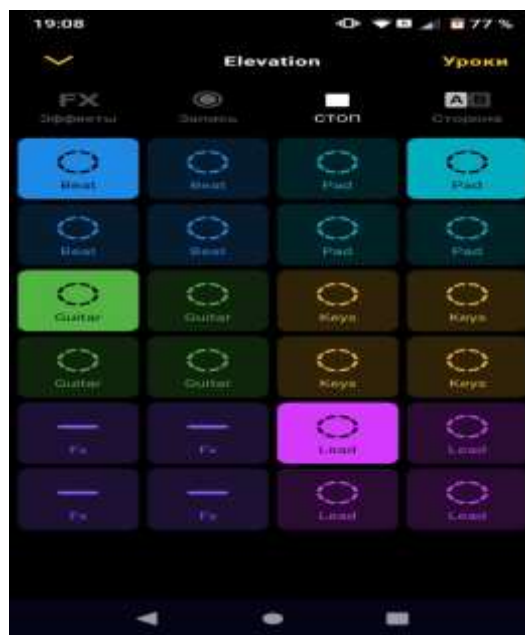 19:08 77 %
Elevation Уроки
FX СТОП A B
Эффекты Запись Сторона
Beat Beat Pad Pad
Beat Beat Pad Pad
Guitar Guitar Keys Keys
Guitar Guitar Keys Keys
Fx Fx Lead Lead
Fx Fx Lead Lead